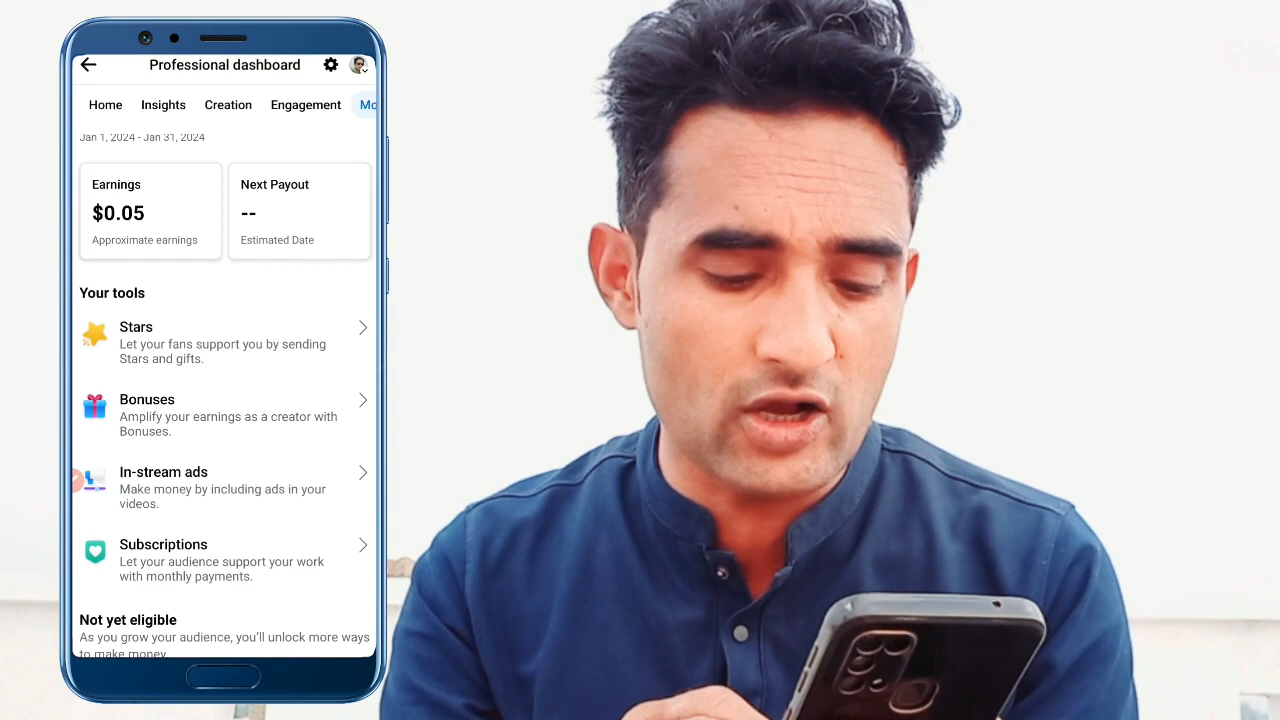 Professional dashboard
Home Insights Creation Engagement Mo
Jan 1, 2024 - Jan 31, 2024
Earnings
$0.05
Approximate earnings
Next Payout
--
Estimated Date
Your tools
Stars
Let your fans support you by sending
Stars and gifts.
Bonuses
Amplify your earnings as a creator with
Bonuses.
In-stream ads
Make money by including ads in your
videos.
Subscriptions
Let your audience support your work
with monthly payments.
Not yet eligible
As you grow your audience, you'll unlock more ways
to make money